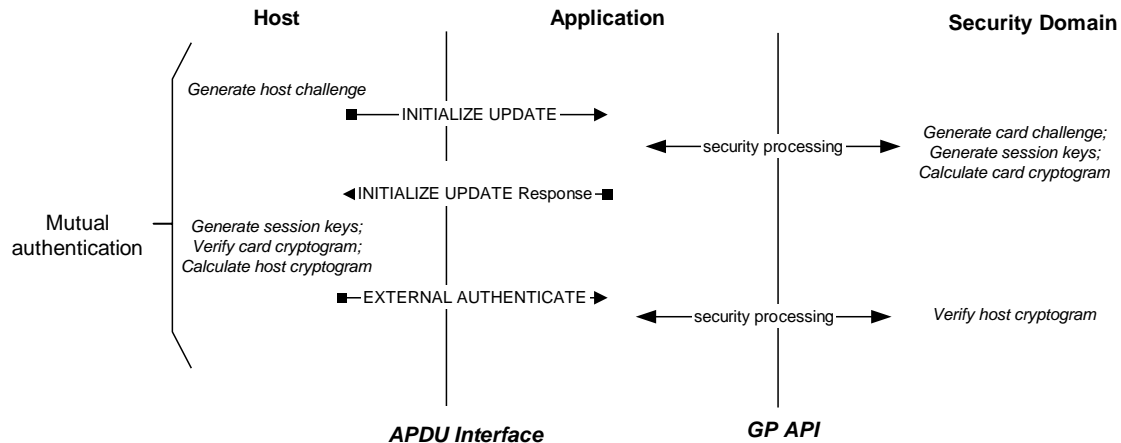 Host
Application
Security Domain
Generate host challenge
INITIALIZE UPDATE
security processing
Generate card challenge;
Generate session keys;
Calculate card cryptogram
INITIALIZE UPDATE Response
Mutual
authentication
Generate session keys;
Verify card cryptogram;
Calculate host cryptogram
EXTERNAL AUTHENTICATE
security processing
Verify host cryptogram
APDU Interface
GP API